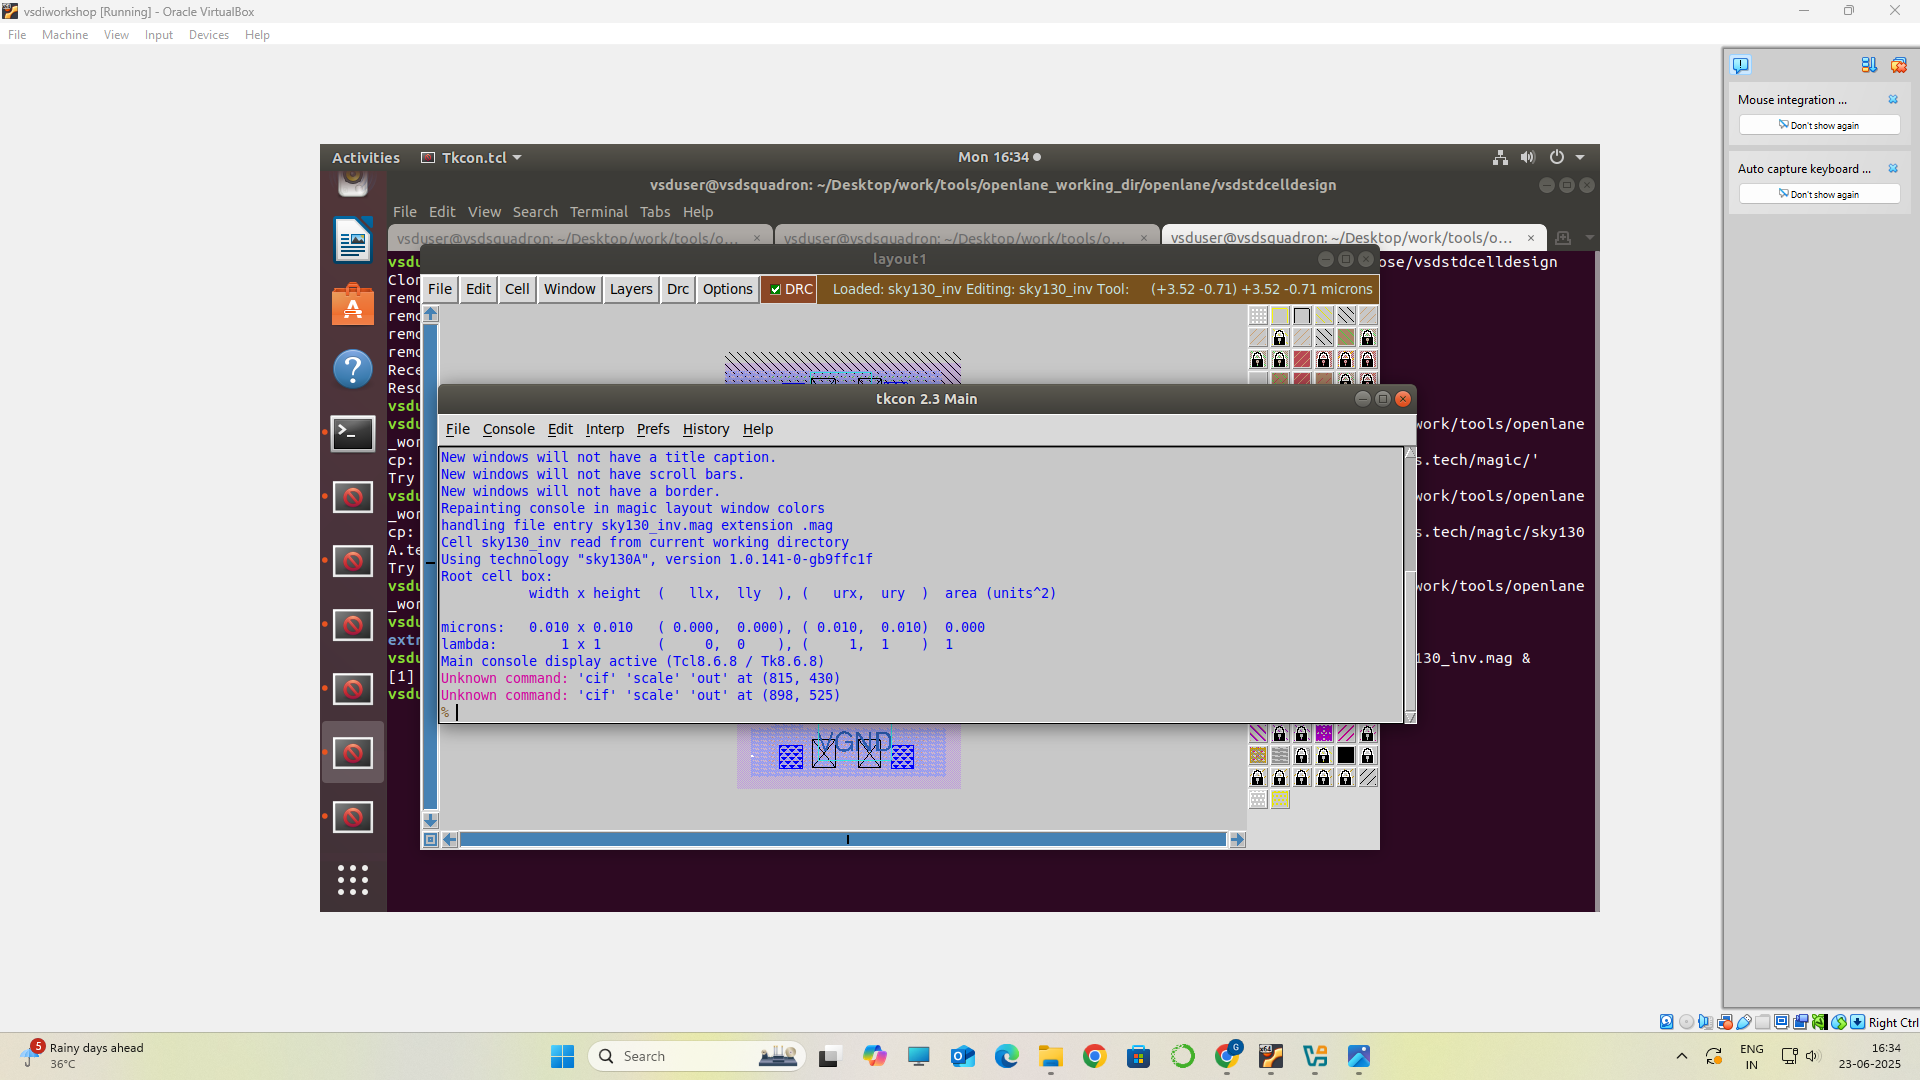 vsdiworkshop [Running] - Oracle VirtualBox
File Machine View Input Devices Help
Mouse integration ...
Don't show again
Auto capture keyboard ...
Don't show again
Activities Tkcon.tcl Mon 16:34
vsduser@vsdsquadron: ~/Desktop/work/tools/openlane_working_dir/openlane/vsdstdcelldesign
File Edit View Search Terminal Tabs Help
vsduser@vsdsquadron: ~/Desktop/work/tools/o... × vsduser@vsdsquadron: ~/Desktop/work/tools/o... × vsduser@vsdsquadron: ~/Desktop/work/tools/o... ×
vsdu ose/vsdstdcelldesign
Clon
remo
remo
remo
remo
Rece
Reso
vsdu
vsdu work/tools/openlane
_wor
cp: s.tech/magic/'
Try
vsdu work/tools/openlane
_wor
cp: s.tech/magic/sky130
A.te
Try
vsdu work/tools/openlane
_wor
vsdu
extr
vsdu 130_inv.mag &
[1]
vsdu
layout1
File Edit Cell Window Layers Drc Options DRC Loaded: sky130_inv Editing: sky130_inv Tool: (+3.52 -0.71) +3.52 -0.71 microns
tkcon 2.3 Main
File Console Edit Interp Prefs History Help
New windows will not have a title caption.
New windows will not have scroll bars.
New windows will not have a border.
Repainting console in magic layout window colors
handling file entry sky130_inv.mag extension .mag
Cell sky130_inv read from current working directory
Using technology "sky130A", version 1.0.141-0-gb9ffc1f
Root cell box:
width x height ( llx, lly ), ( urx, ury ) area (units^2)
microns: 0.010 x 0.010 ( 0.000, 0.000), ( 0.010, 0.010) 0.000
lambda: 1 x 1 ( 0, 0 ), ( 1, 1 ) 1
Main console display active (Tcl8.6.8 / Tk8.6.8)
Unknown command: 'cif' 'scale' 'out' at (815, 430)
Unknown command: 'cif' 'scale' 'out' at (898, 525)
%
VGND
Right Ctrl
5 Rainy days ahead
36°C
Search
ENG
IN
16:34
23-06-2025